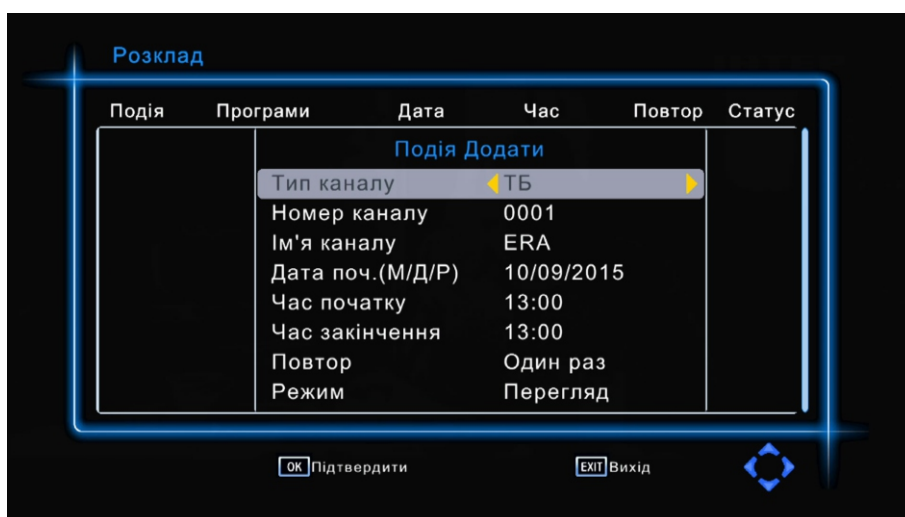 Розклад
Подія Програми Дата Час Повтор Статус
Подія Додати
Тип каналу ТБ
Номер каналу 0001
Ім'я каналу ERA
Дата поч.(М/Д/Р) 10/09/2015
Час початку 13:00
Час закінчення 13:00
Повтор Один раз
Режим Перегляд
OK Підтвердити EXIT Вихід